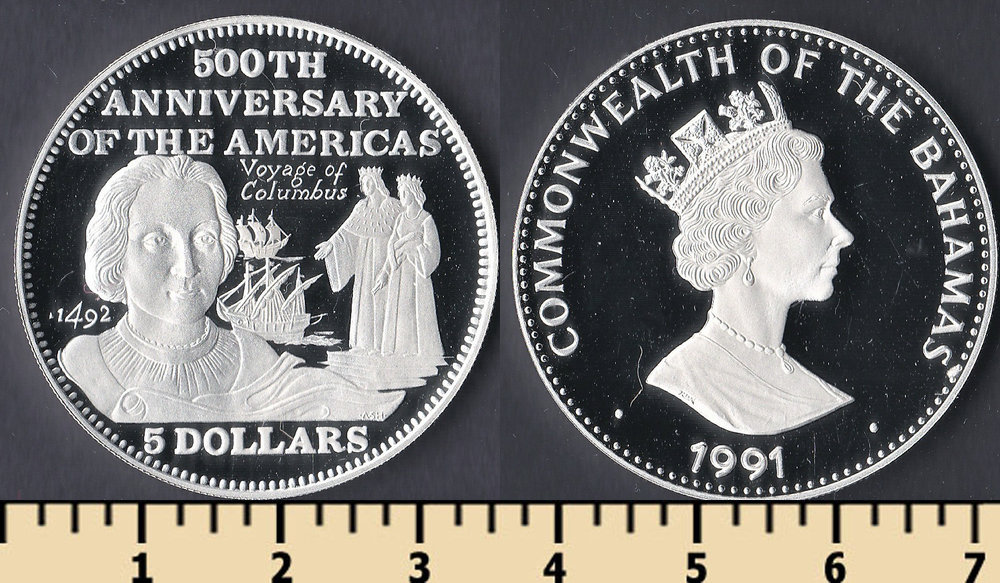 500TH
ANNIVERSARY
OF THE AMERICAS
Voyage of
Columbus
1492
5 DOLLARS
COMMONWEALTH OF THE BAHAMAS
1991
1 2 3 4 5 6 7